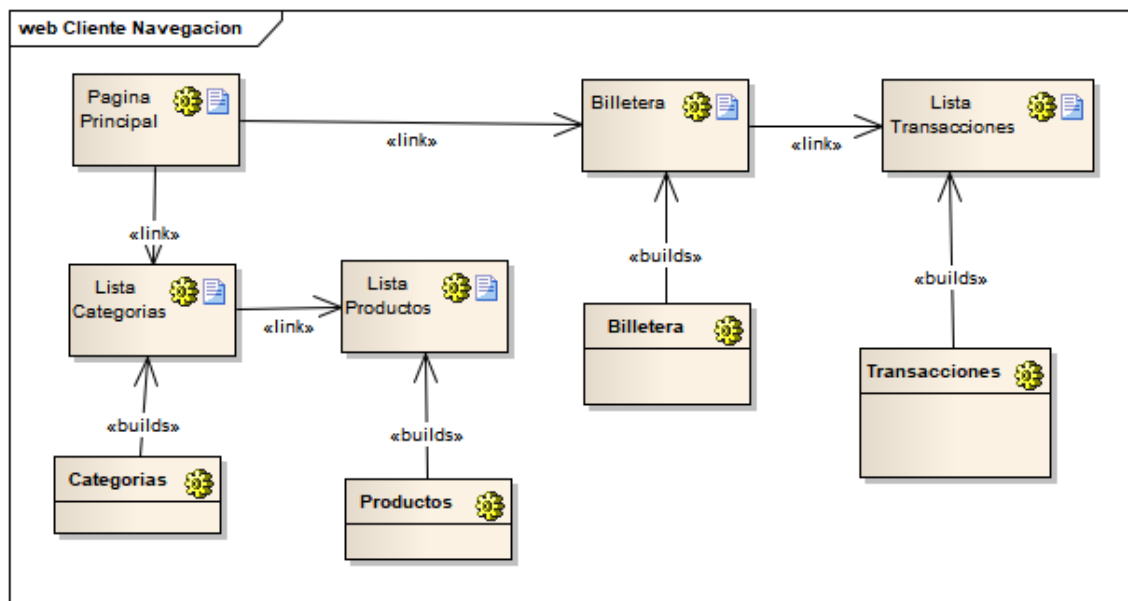 web Cliente Navegacion
Pagina
Principal
«link»
Billetera
«link»
Lista
Transacciones
«link»
«builds»
«builds»
Lista
Categorias
«link»
Lista
Productos
Billetera
Transacciones
«builds»
«builds»
Categorias
Productos